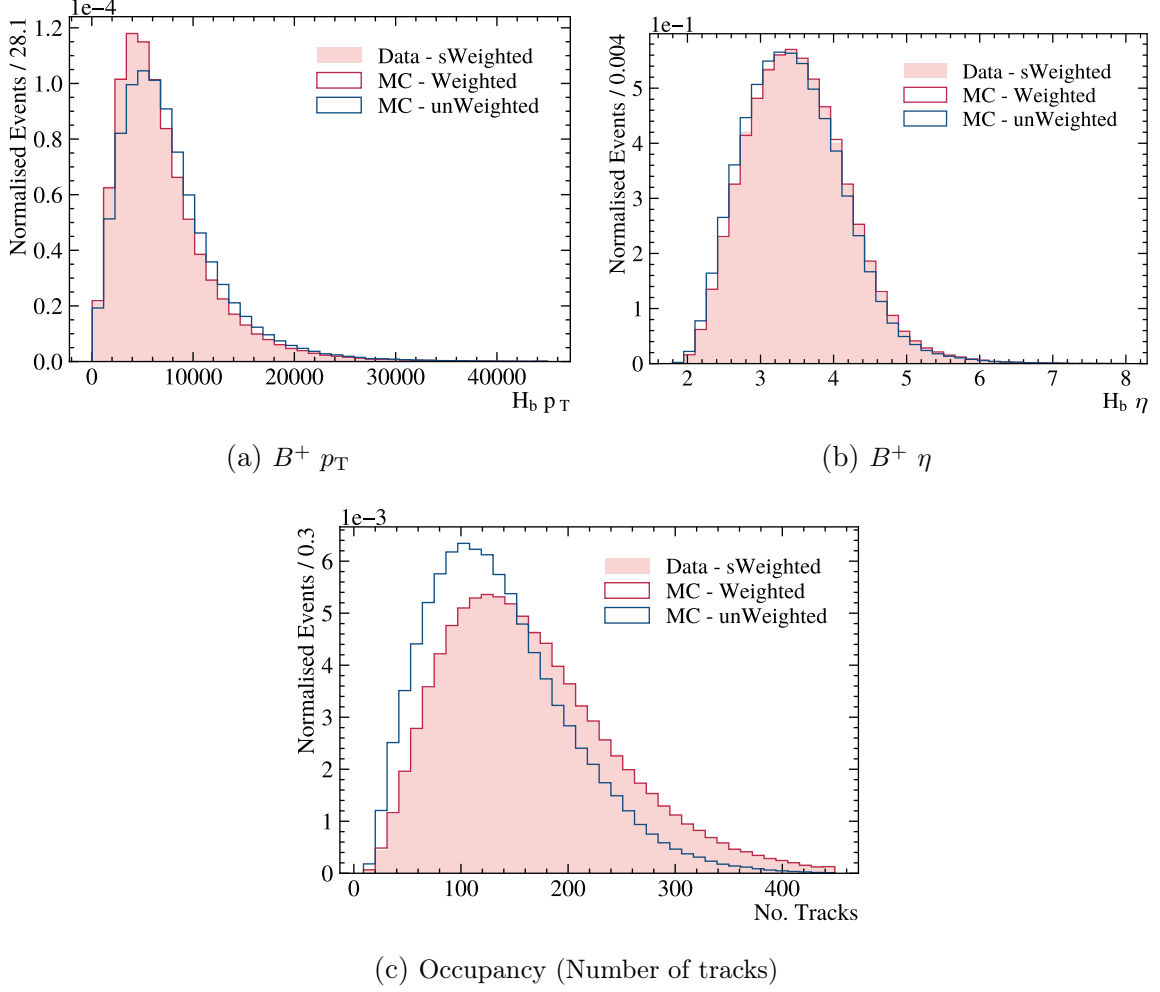 1e−4
Normalised Events / 28.1
1.2
1.0
0.8
0.6
0.4
0.2
0.0
Data - sWeighted
MC - Weighted
MC - unWeighted
0 10000 20000 30000 40000
H_b p_T
(a) B⁺ p_T
1e−1
Normalised Events / 0.004
5
4
3
2
1
0
Data - sWeighted
MC - Weighted
MC - unWeighted
2 3 4 5 6 7 8
H_b η
(b) B⁺ η
1e−3
Normalised Events / 0.3
6
5
4
3
2
1
0
Data - sWeighted
MC - Weighted
MC - unWeighted
0 100 200 300 400
No. Tracks
(c) Occupancy (Number of tracks)